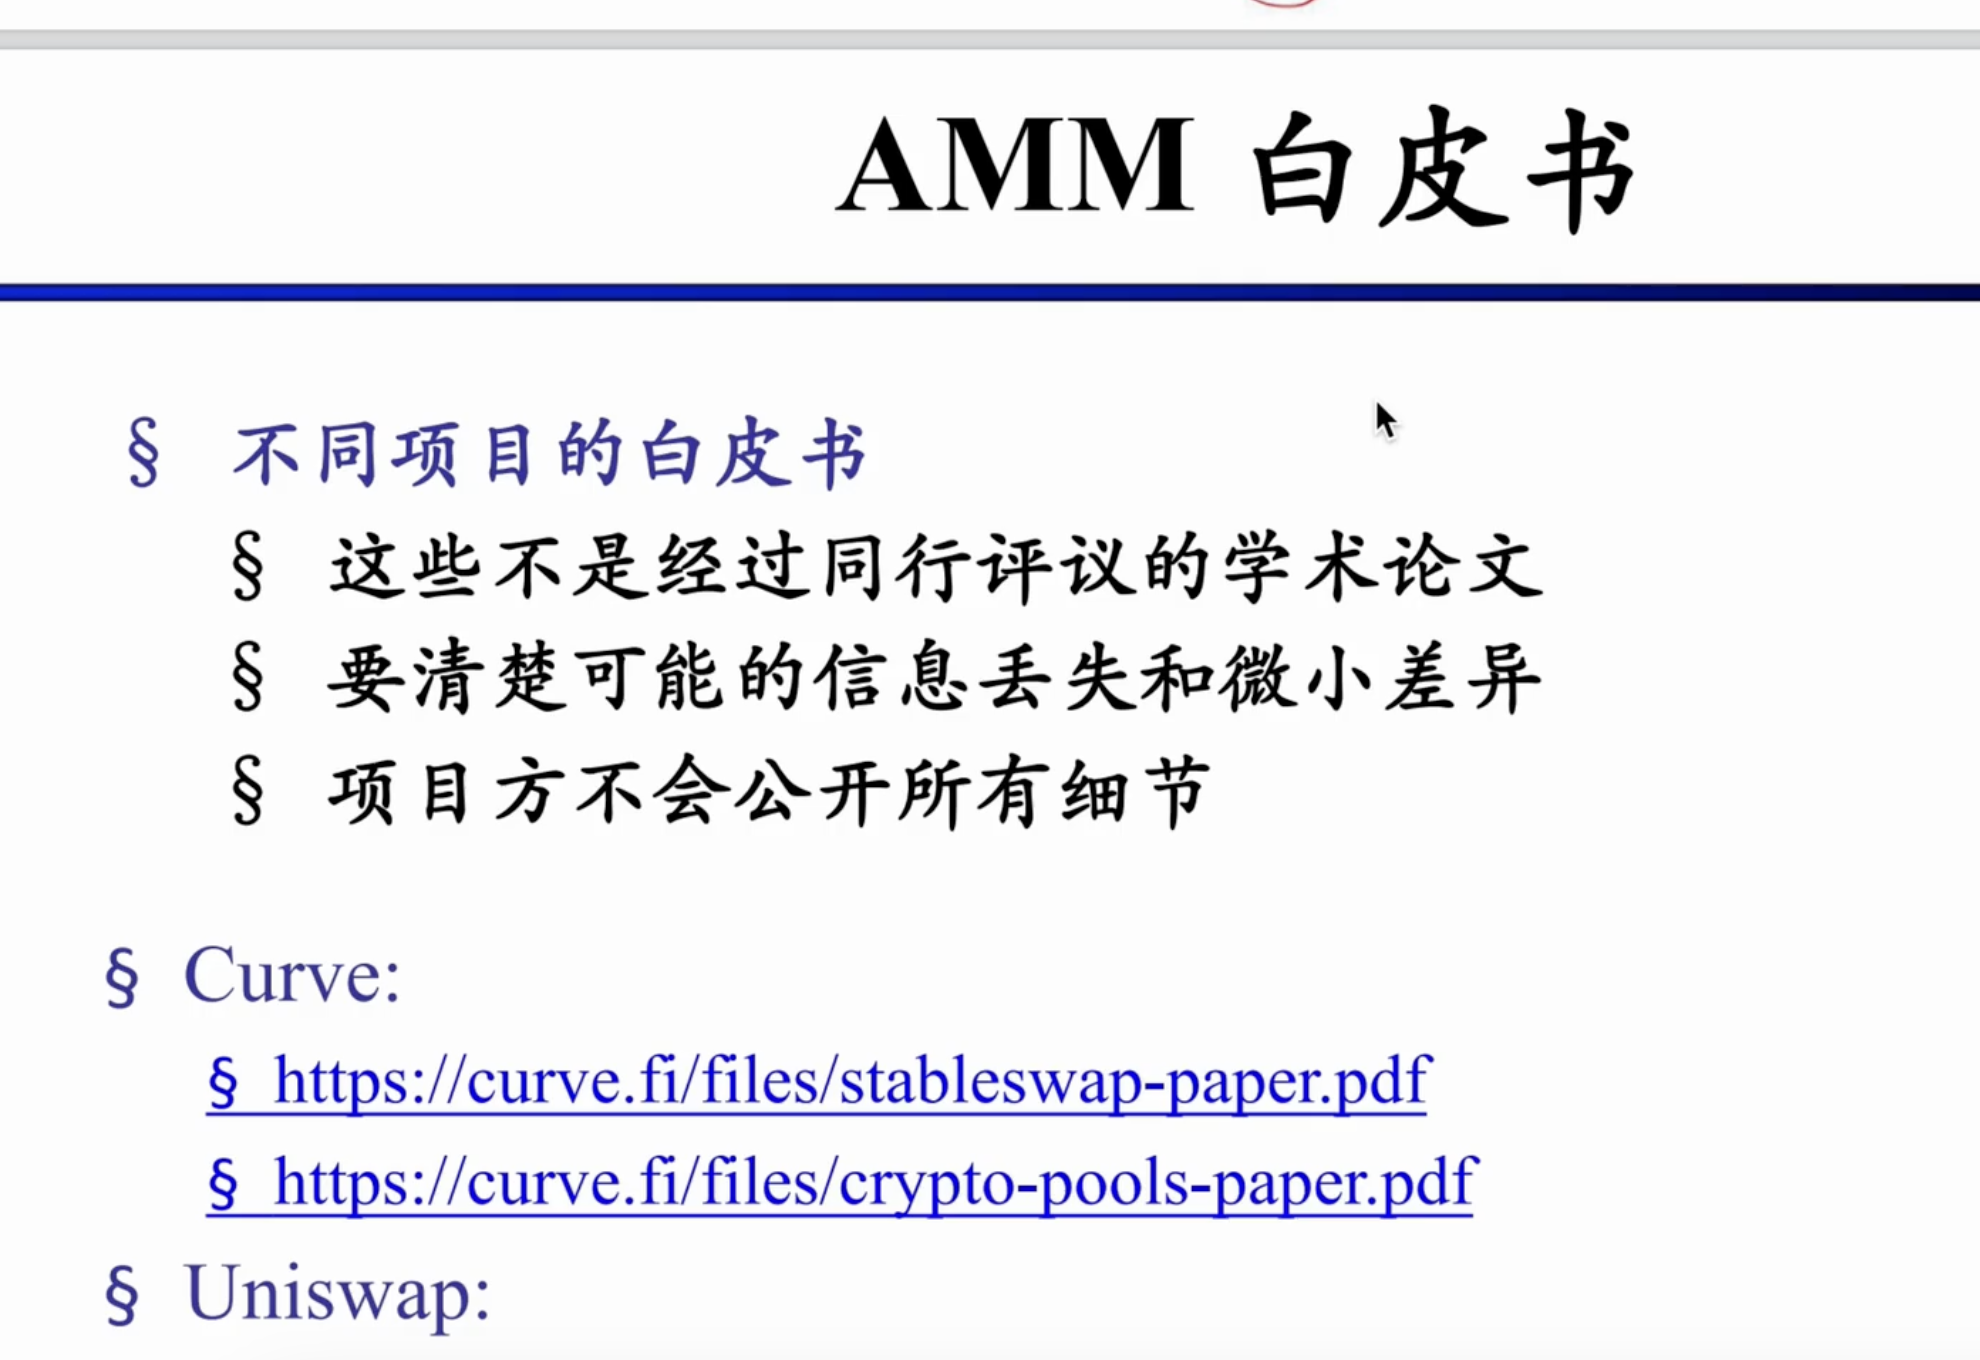 AMM 白皮书
§ 不同项目的白皮书
§ 这些不是经过同行评议的学术论文
§ 要清楚可能的信息丢失和微小差异
§ 项目方不会公开所有细节
§ Curve:
§ https://curve.fi/files/stableswap-paper.pdf
§ https://curve.fi/files/crypto-pools-paper.pdf
§ Uniswap: